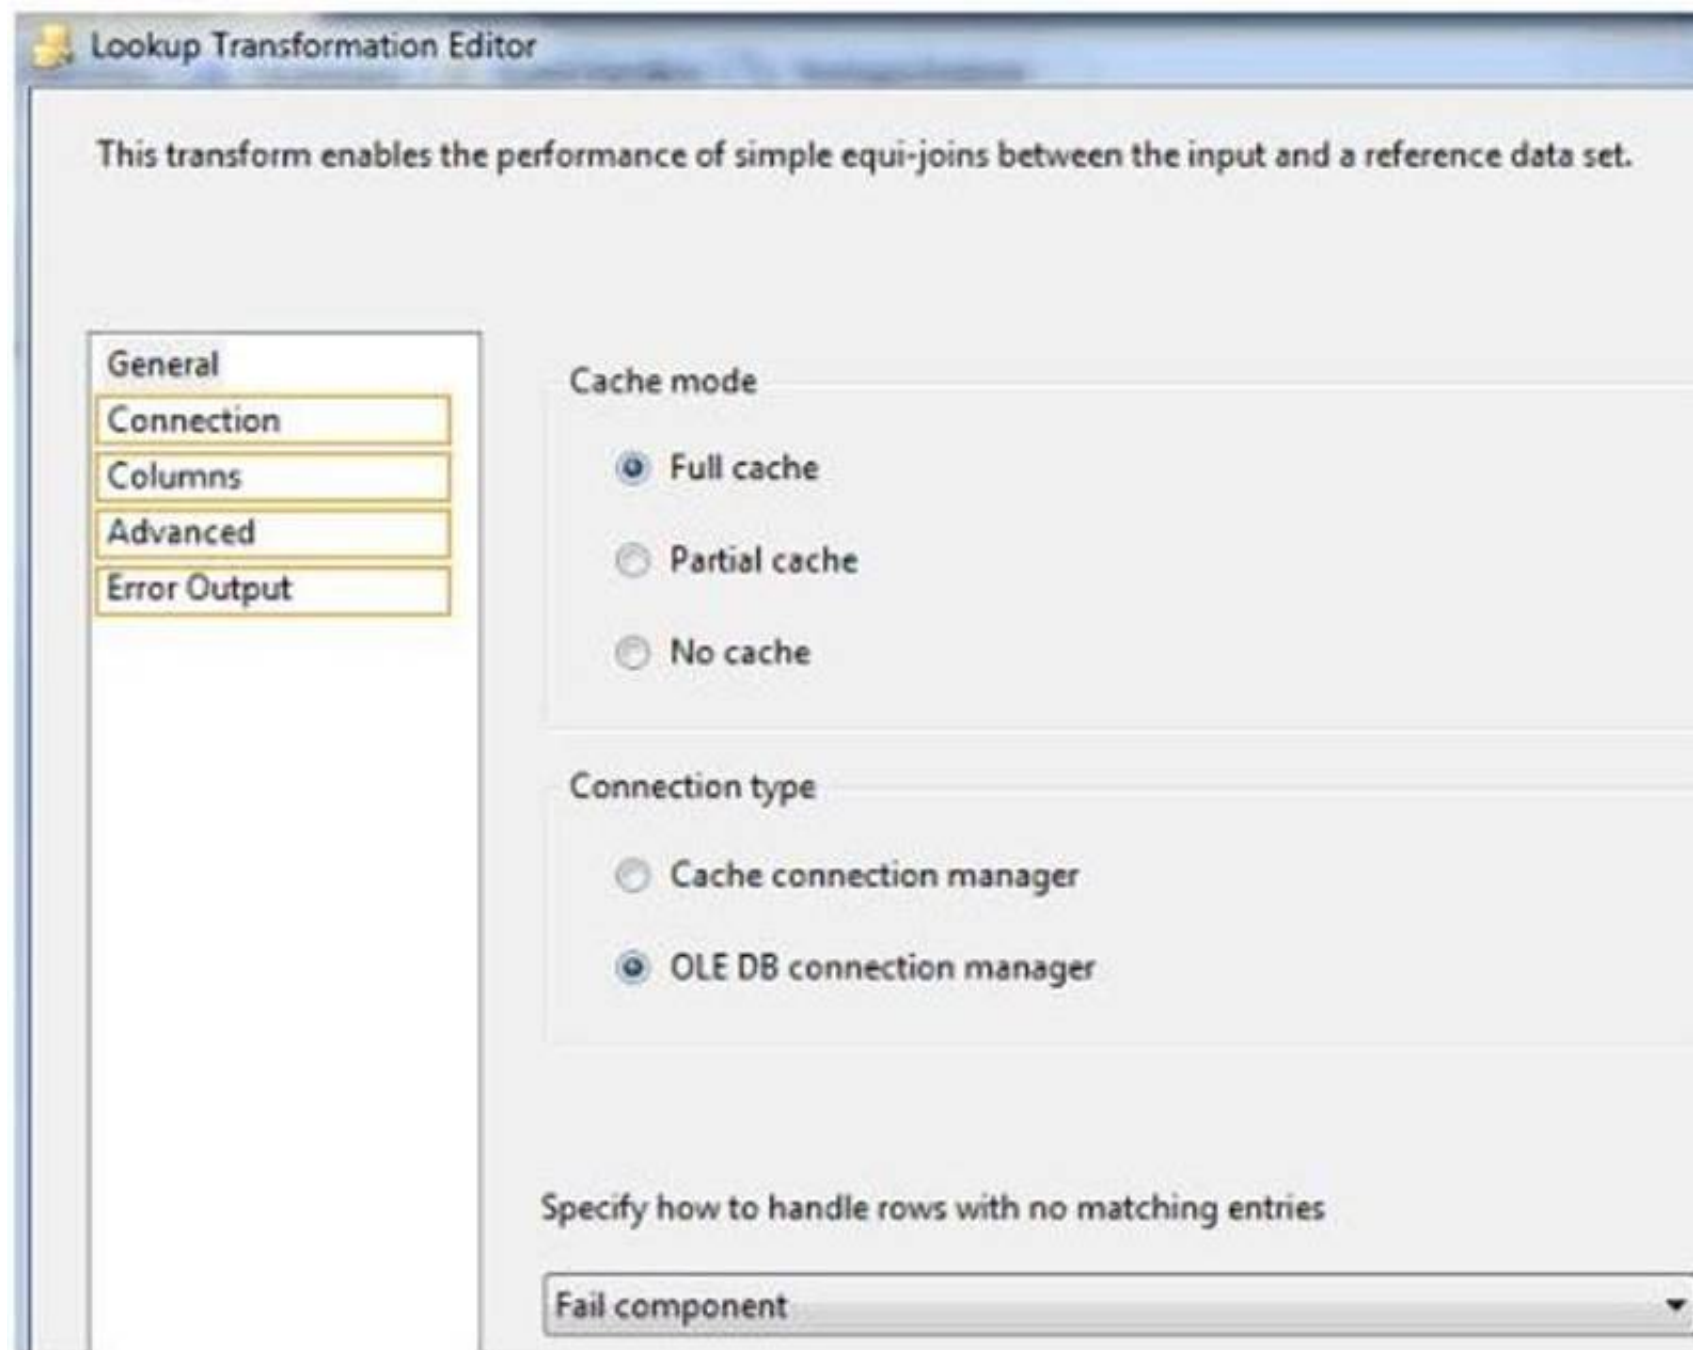 Lookup Transformation Editor
This transform enables the performance of simple equi-joins between the input and a reference data set.
General
Connection
Columns
Advanced
Error Output
Cache mode
Full cache
Partial cache
No cache
Connection type
Cache connection manager
OLE DB connection manager
Specify how to handle rows with no matching entries
Fail component